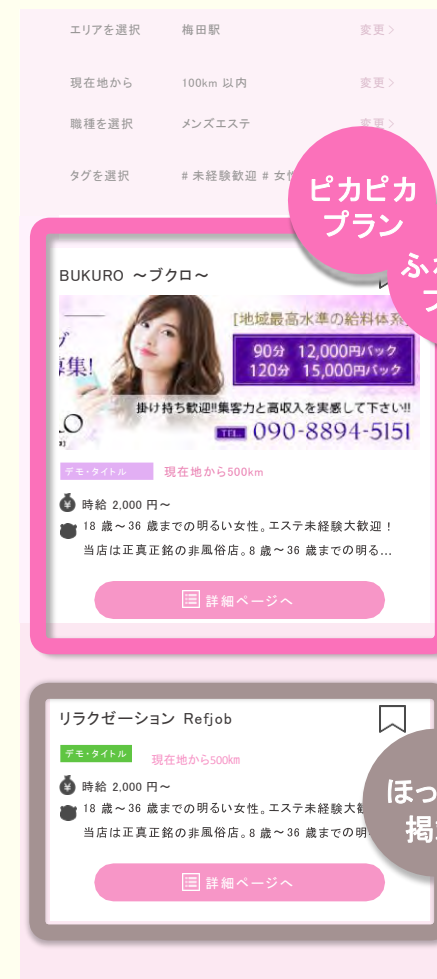 エリアを選択 梅田駅 変更 >
現在地から 100km 以内 変更 >
職種を選択 メンズエステ 変更 >
タグを選択 # 未経験歓迎 # 女
ピカピカ
プラン
ふ
プ
BUKURO ～ブクロ～
[地域最高水準の給料体系]
募集!
90分 12,000円バック
120分 15,000円バック
掛け持ち歓迎!!集客力と高収入を実感して下さい!!
TEL. 090-8894-5151
デモ・タイトル 現在地から500km
時給 2,000 円～
18 歳～36 歳までの明るい女性。エステ未経験大歓迎！
当店は正真正銘の非風俗店。8 歳～36 歳までの明る...
詳細ページへ
リラクゼーション Refjob
デモ・タイトル 現在地から500km
ほっ
掲
時給 2,000 円～
18 歳～36 歳までの明るい女性。エステ未経験大
当店は正真正銘の非風俗店。8 歳～36 歳までの明
詳細ページへ